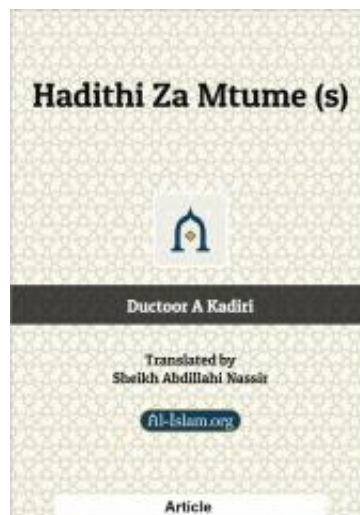 Hadithi Za Mtume (s)
Ductoor A Kadiri
Translated by
Sheikh Abdillahi Nassir
Al-Islam.org
Article